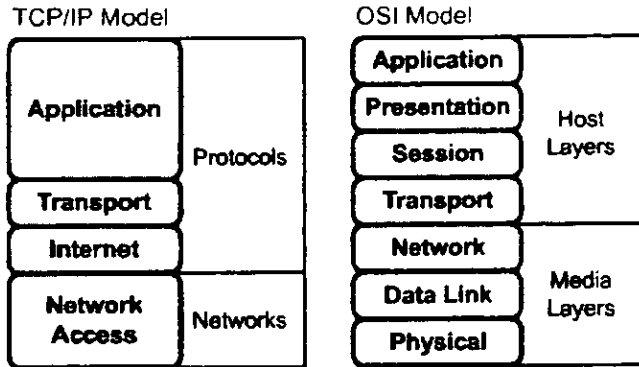 TCP/IP Model
Application
Transport
Internet
Network
Access
Protocols
Networks
OSI Model
Application
Presentation
Session
Transport
Network
Data Link
Physical
Host
Layers
Media
Layers